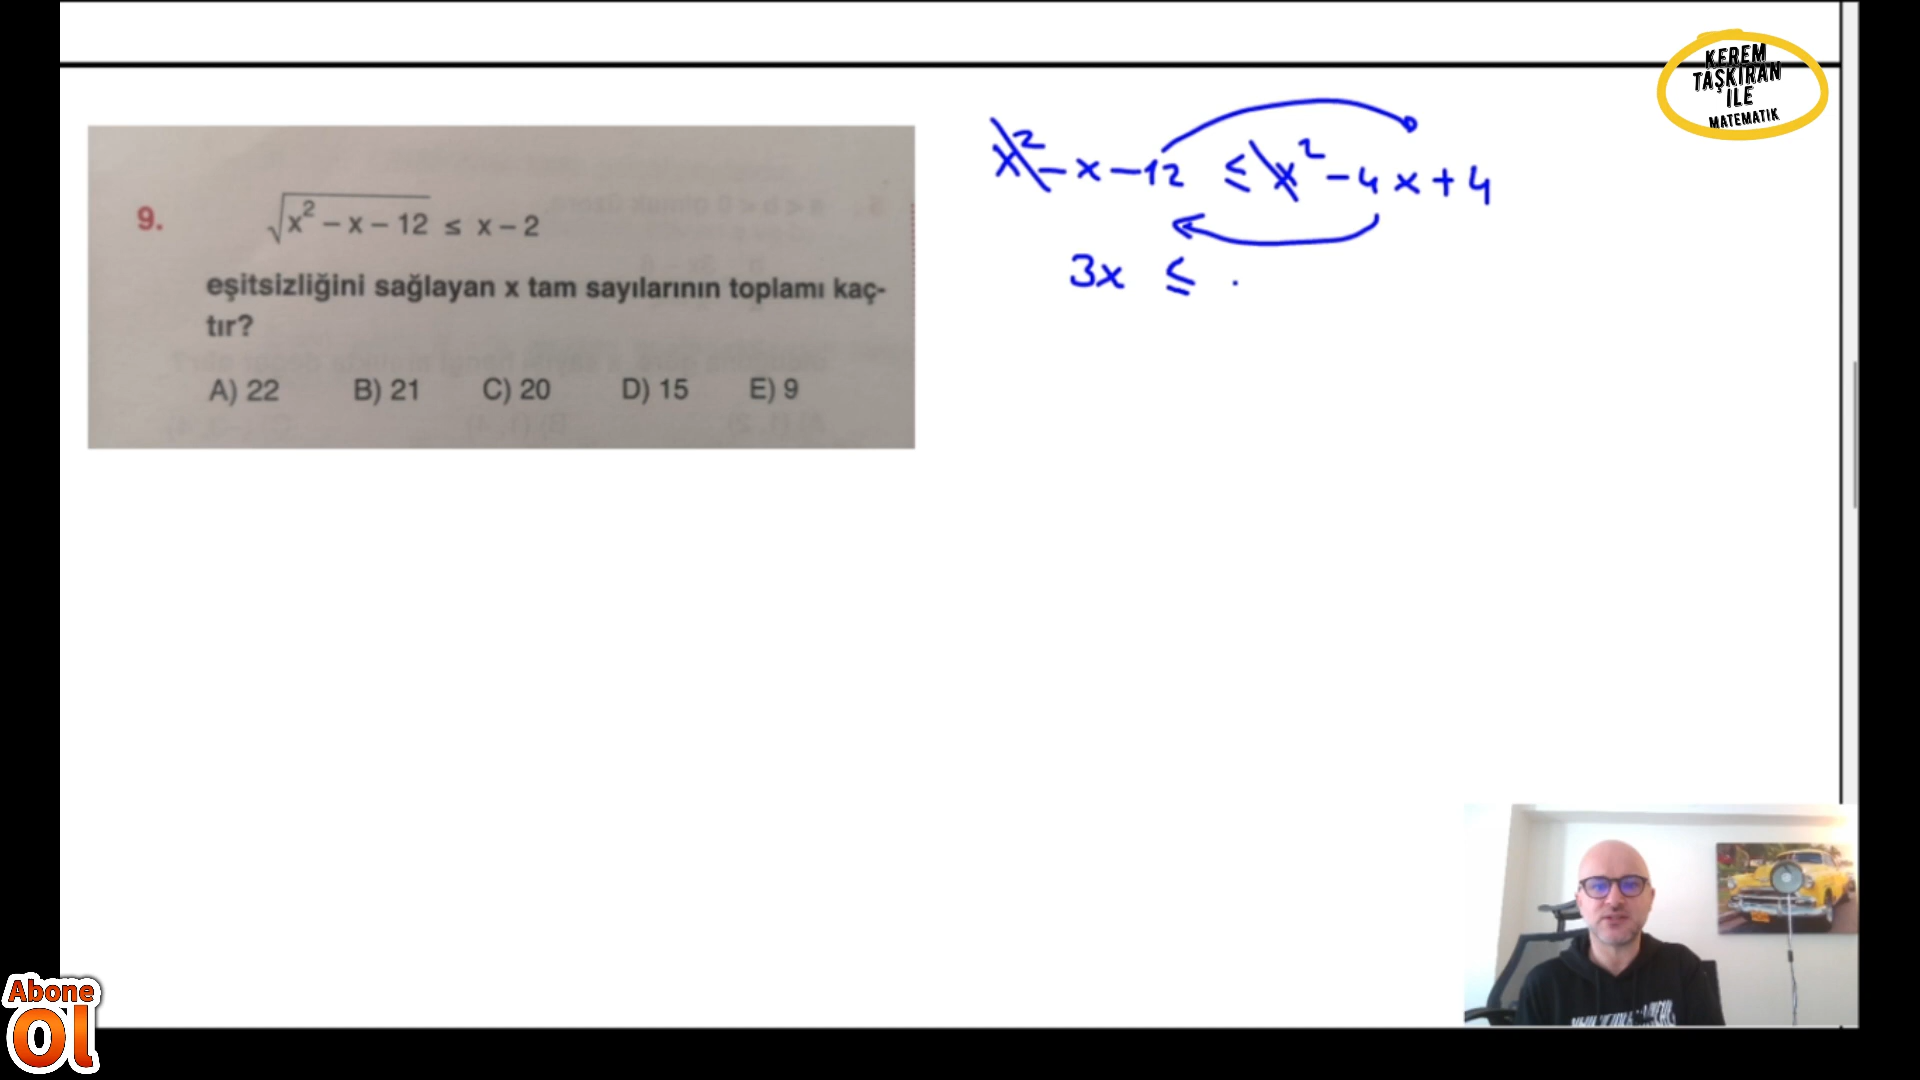 KEREM
TAŞKIRAN
İLE
MATEMATİK
x² - x - 12 ≤ x² - 4x + 4
3x ≤ .
9. √x² – x – 12 ≤ x – 2
eşitsizliğini sağlayan x tam sayılarının toplamı kaç-
tır?
A) 22 B) 21 C) 20 D) 15 E) 9
Abone
Ol